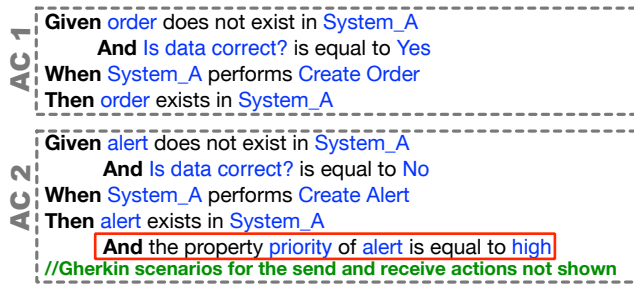 AC 1
Given order does not exist in System_A
And Is data correct? is equal to Yes
When System_A performs Create Order
Then order exists in System_A
AC 2
Given alert does not exist in System_A
And Is data correct? is equal to No
When System_A performs Create Alert
Then alert exists in System_A
And the property priority of alert is equal to high
//Gherkin scenarios for the send and receive actions not shown